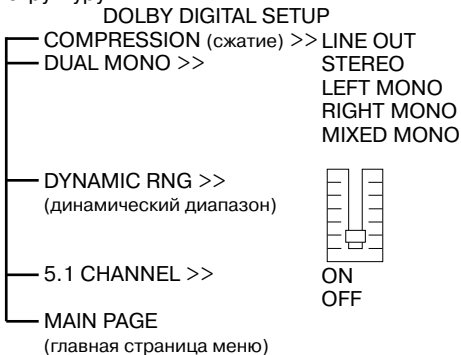 DOLBY DIGITAL SETUP
COMPRESSION (сжатие) >> LINE OUT
DUAL MONO >> STEREO
LEFT MONO
RIGHT MONO
MIXED MONO
DYNAMIC RNG >>
(динамический диапазон)
5.1 CHANNEL >> ON
OFF
MAIN PAGE
(главная страница меню)